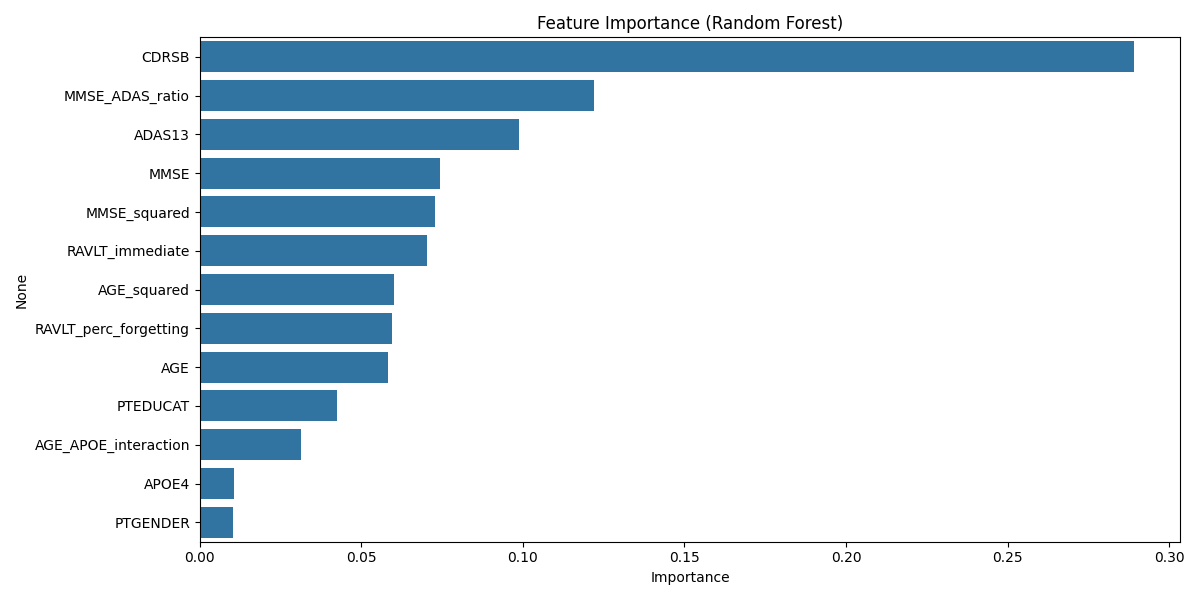 Feature Importance (Random Forest)
CDRSB
MMSE_ADAS_ratio
ADAS13
MMSE
MMSE_squared
RAVLT_immediate
AGE_squared
RAVLT_perc_forgetting
AGE
PTEDUCAT
AGE_APOE_interaction
APOE4
PTGENDER
None
0.00 0.05 0.10 0.15 0.20 0.25 0.30
Importance